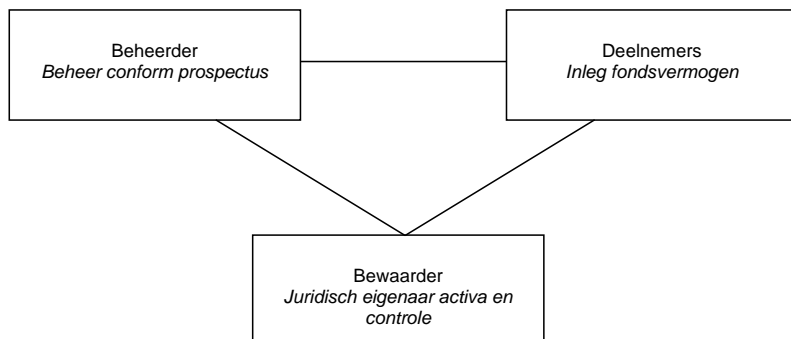 Beheerder
Beheer conform prospectus
Deelnemers
Inleg fondsvermogen
Bewaarder
Juridisch eigenaar activa en
controle